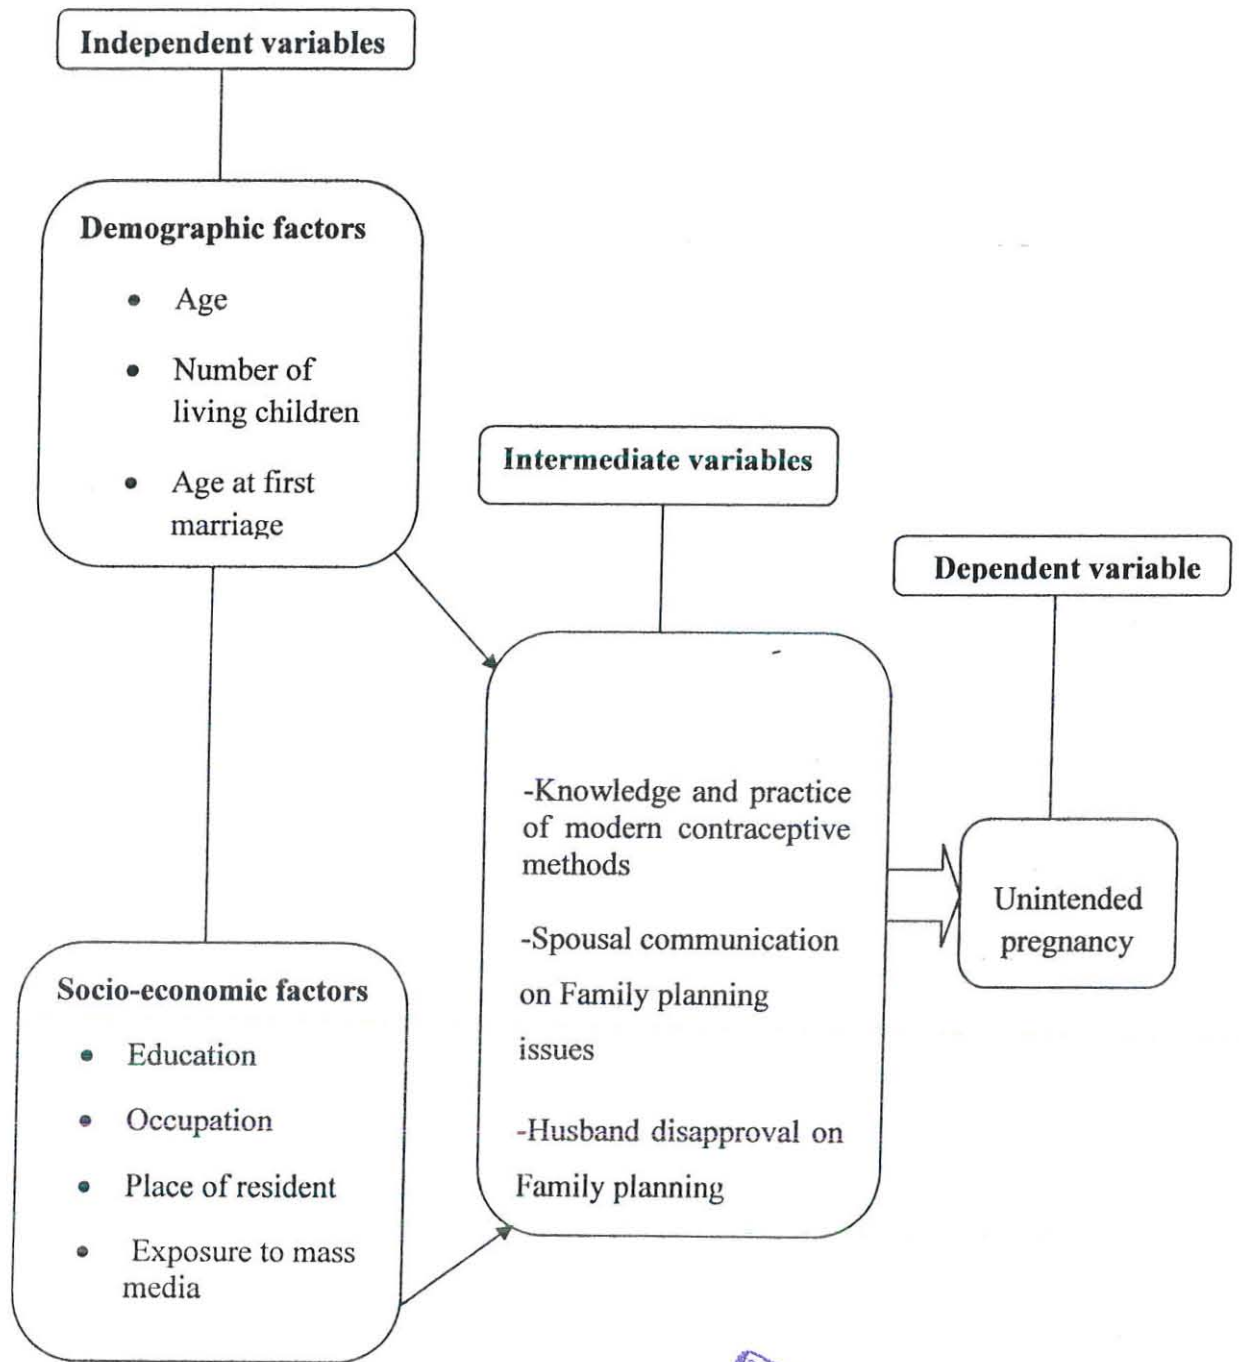 Independent variables
Demographic factors
• Age
• Number of
living children
• Age at first
marriage
Intermediate variables
Dependent variable
-Knowledge and practice
of modern contraceptive
methods
-Spousal communication
on Family planning
issues
-Husband disapproval on
Family planning
Unintended
pregnancy
Socio-economic factors
• Education
• Occupation
• Place of resident
• Exposure to mass
media